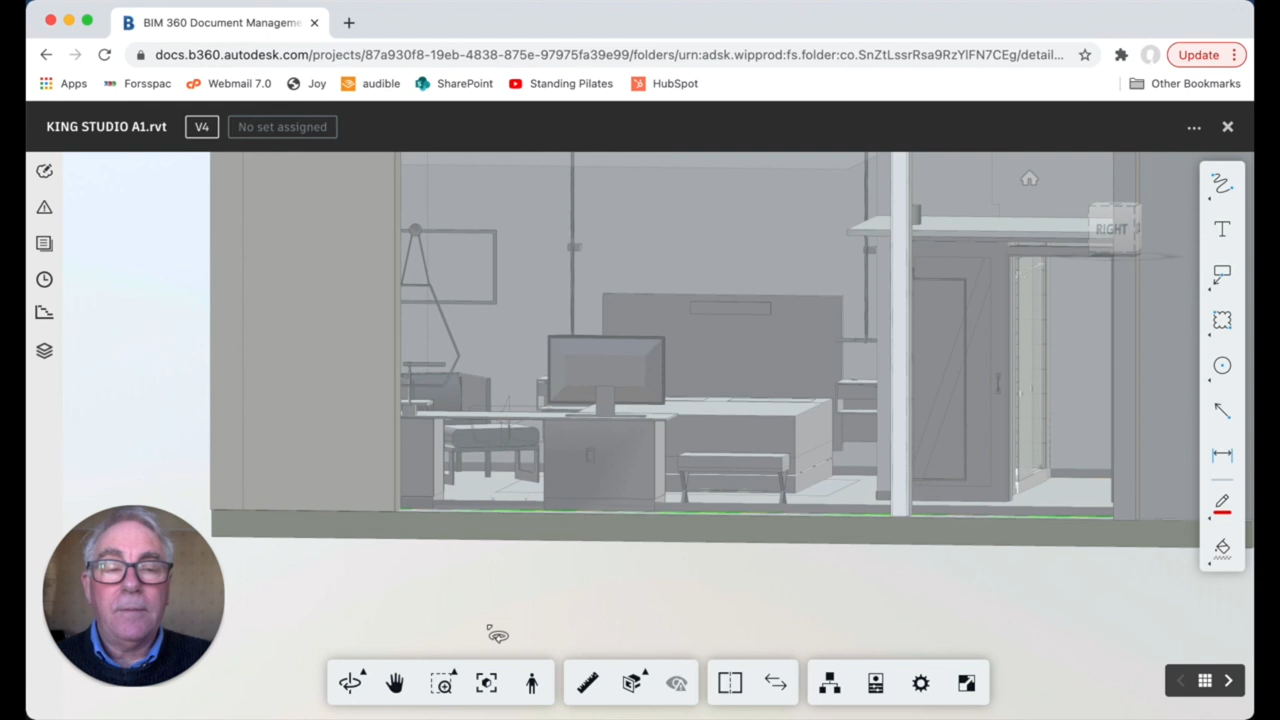 BIM 360 Document Manageme
docs.b360.autodesk.com/projects/87a930f8-19eb-4838-875e-97975fa39e99/folders/urn:adsk.wipprod:fs.folder:co.SnZtLssrRsa9RzYlFN7CEg/detail...
Update
Apps Forsspac Webmail 7.0 Joy audible SharePoint Standing Pilates HubSpot Other Bookmarks
KING STUDIO A1.rvt V4 No set assigned
RIGHT
T